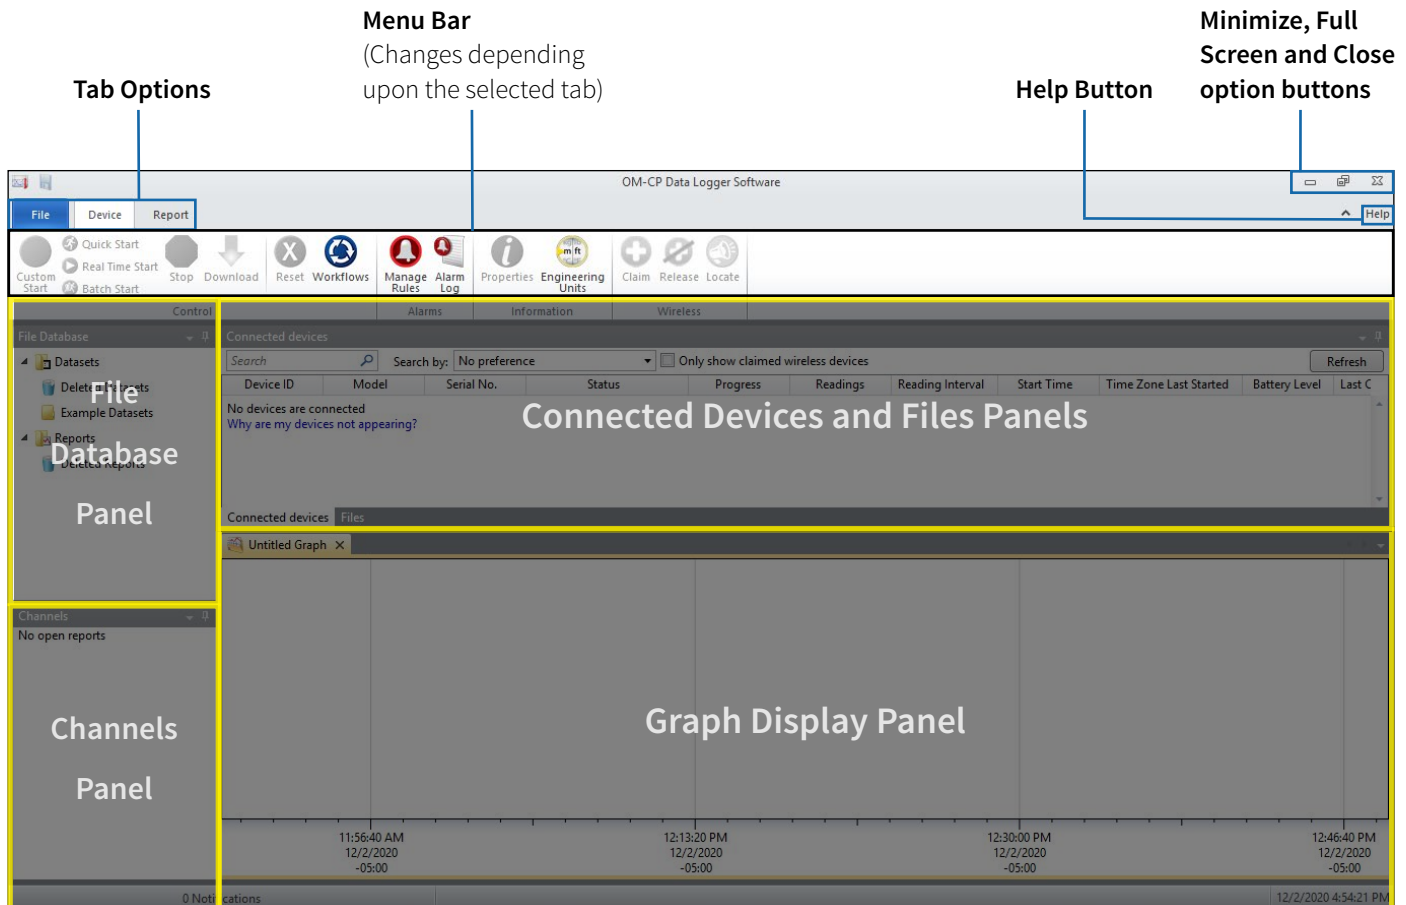 Menu Bar
(Changes depending
upon the selected tab)
Minimize, Full
Screen and Close
option buttons
Tab Options
Help Button
OM-CP Data Logger Software
File Device Report
Help
Custom
Start
Quick Start
Real Time Start
Batch Start
Stop
Download
Reset
Workflows
Manage
Rules
Alarm
Log
Properties
m ft
Engineering
Units
Claim
Release
Locate
Control
Alarms
Information
Wireless
File Database
Datasets
Deleted Datasets
Example Datasets
Reports
Deleted Reports
File
Database
Panel
Connected devices
Search
Search by: No preference
Only show claimed wireless devices
Refresh
Device ID Model Serial No. Status Progress Readings Reading Interval Start Time Time Zone Last Started Battery Level Last C
No devices are connected
Why are my devices not appearing?
Connected Devices and Files Panels
Connected devices Files
Untitled Graph
Channels
No open reports
Channels
Panel
Graph Display Panel
11:56:40 AM
12/2/2020
-05:00
12:13:20 PM
12/2/2020
-05:00
12:30:00 PM
12/2/2020
-05:00
12:46:40 PM
12/2/2020
-05:00
0 Notifications
12/2/2020 4:54:21 PM